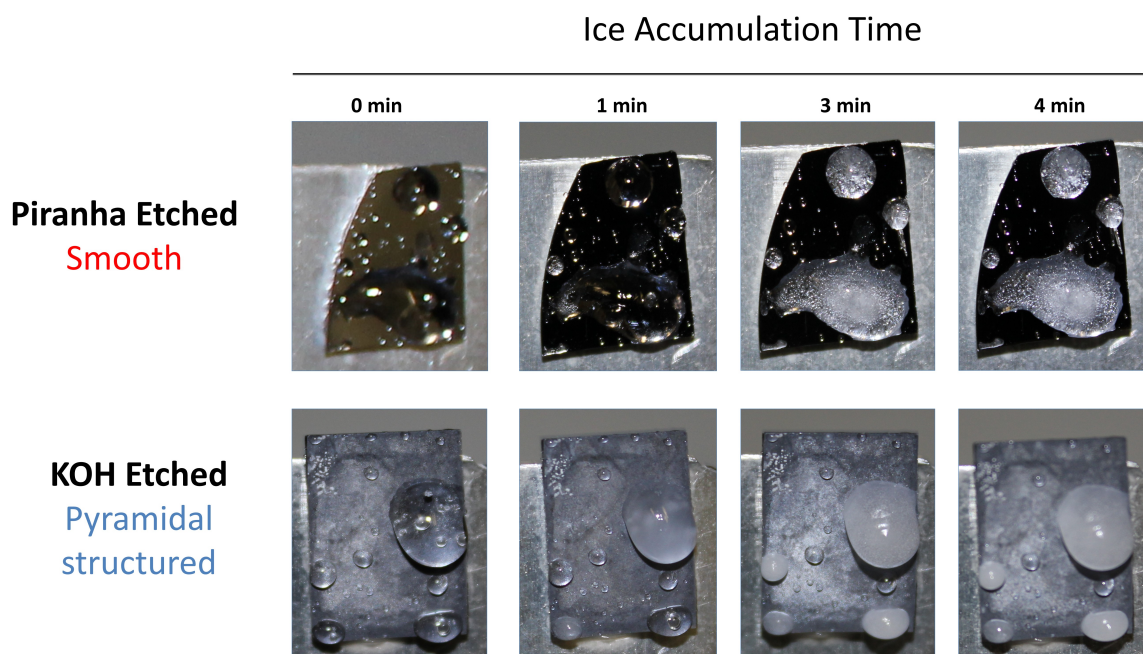 Ice Accumulation Time
0 min
1 min
3 min
4 min
Piranha Etched
Smooth
KOH Etched
Pyramidal
structured